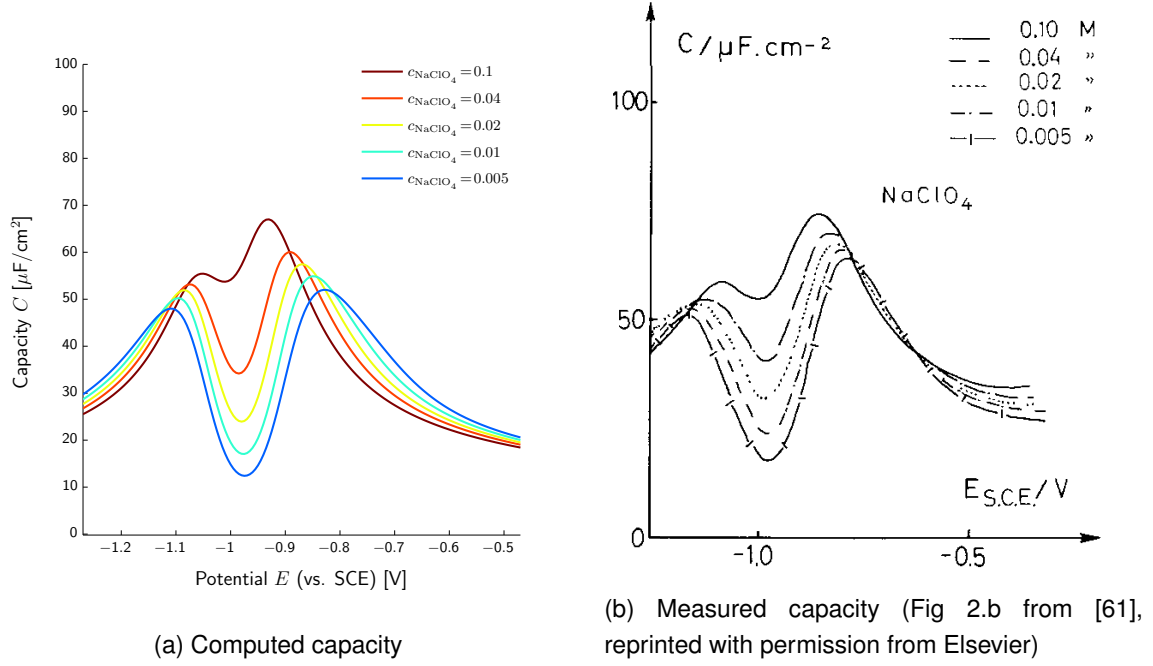 100
90
80
70
60
50
40
30
20
10
0
−1.2 −1.1 −1 −0.9 −0.8 −0.7 −0.6 −0.5
Capacity C [μF/cm²]
Potential E (vs. SCE) [V]
c_NaClO₄ = 0.1
c_NaClO₄ = 0.04
c_NaClO₄ = 0.02
c_NaClO₄ = 0.01
c_NaClO₄ = 0.005
(a) Computed capacity
C / μF. cm⁻²
0.10 M
0.04 ”
0.02 ”
0.01 ”
0.005 ”
100
NaClO₄
50
E_S.C.E. / V
0
−1.0 −0.5
(b) Measured capacity (Fig 2.b from [61],
reprinted with permission from Elsevier)